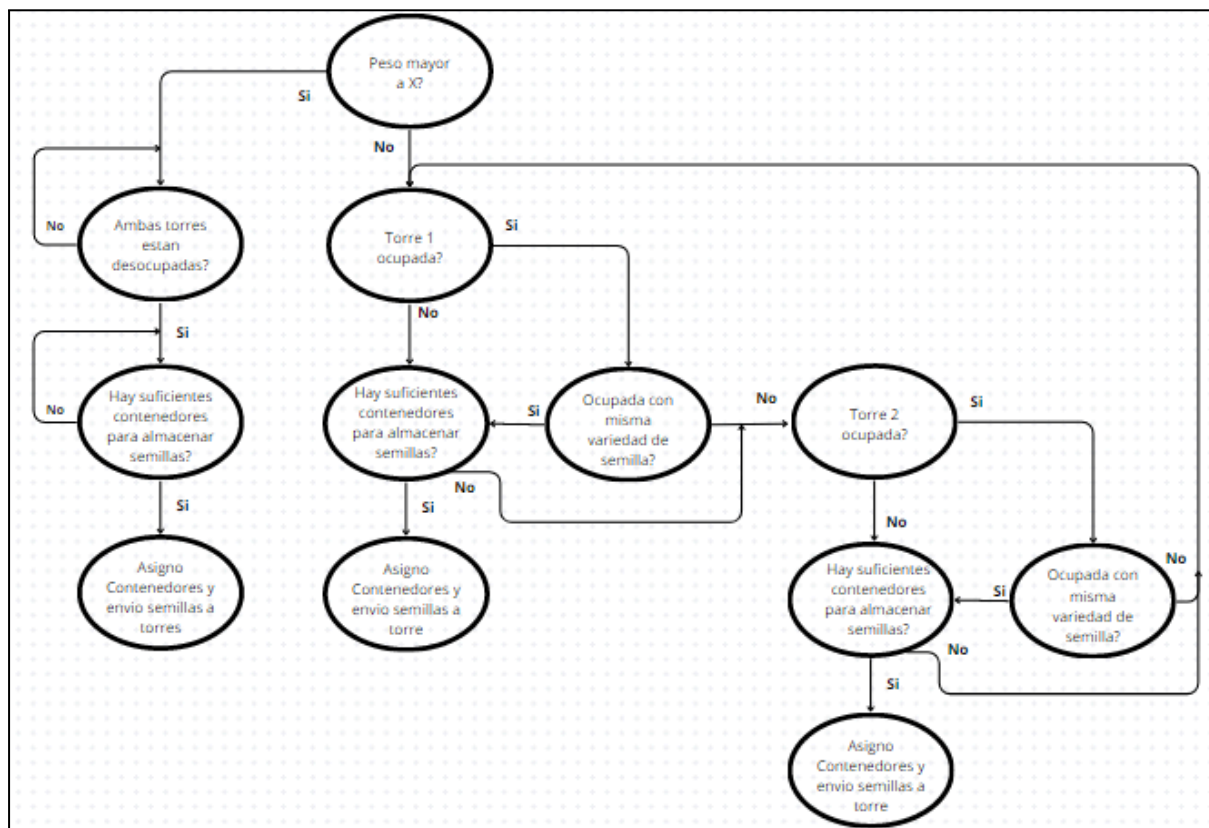 Peso mayor
a X?
Si
No
Ambas torres
estan
desocupadas?
No
Si
Torre 1
ocupada?
Si
No
Hay suficientes
contenedores
para almacenar
semillas?
No
Si
Hay suficientes
contenedores
para almacenar
semillas?
Si
No
Si
Ocupada con
misma
variedad de
semilla?
No
Torre 2
ocupada?
Si
No
Asigno
Contenedores y
envio semillas a
torres
Asigno
Contenedores y
envio semillas a
torre
Hay suficientes
contenedores
para almacenar
semillas?
Si
No
Si
Ocupada con
misma
variedad de
semilla?
No
Asigno
Contenedores y
envio semillas a
torre